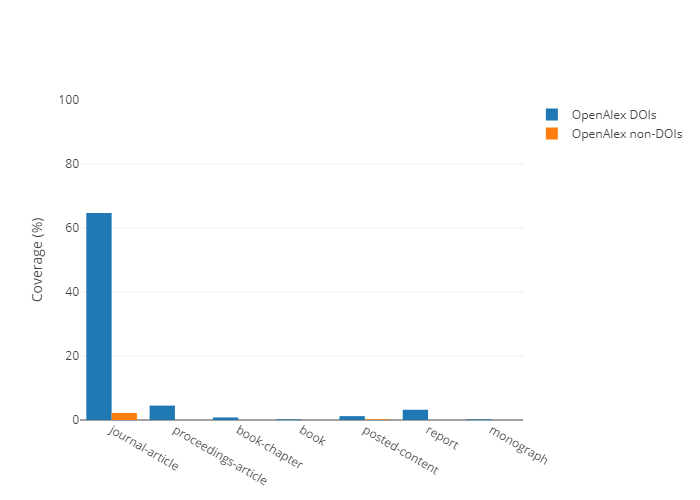 100
80
60
40
20
0
Coverage (%)
journal-article
proceedings-article
book-chapter
book
posted-content
report
monograph
OpenAlex DOIs
OpenAlex non-DOIs